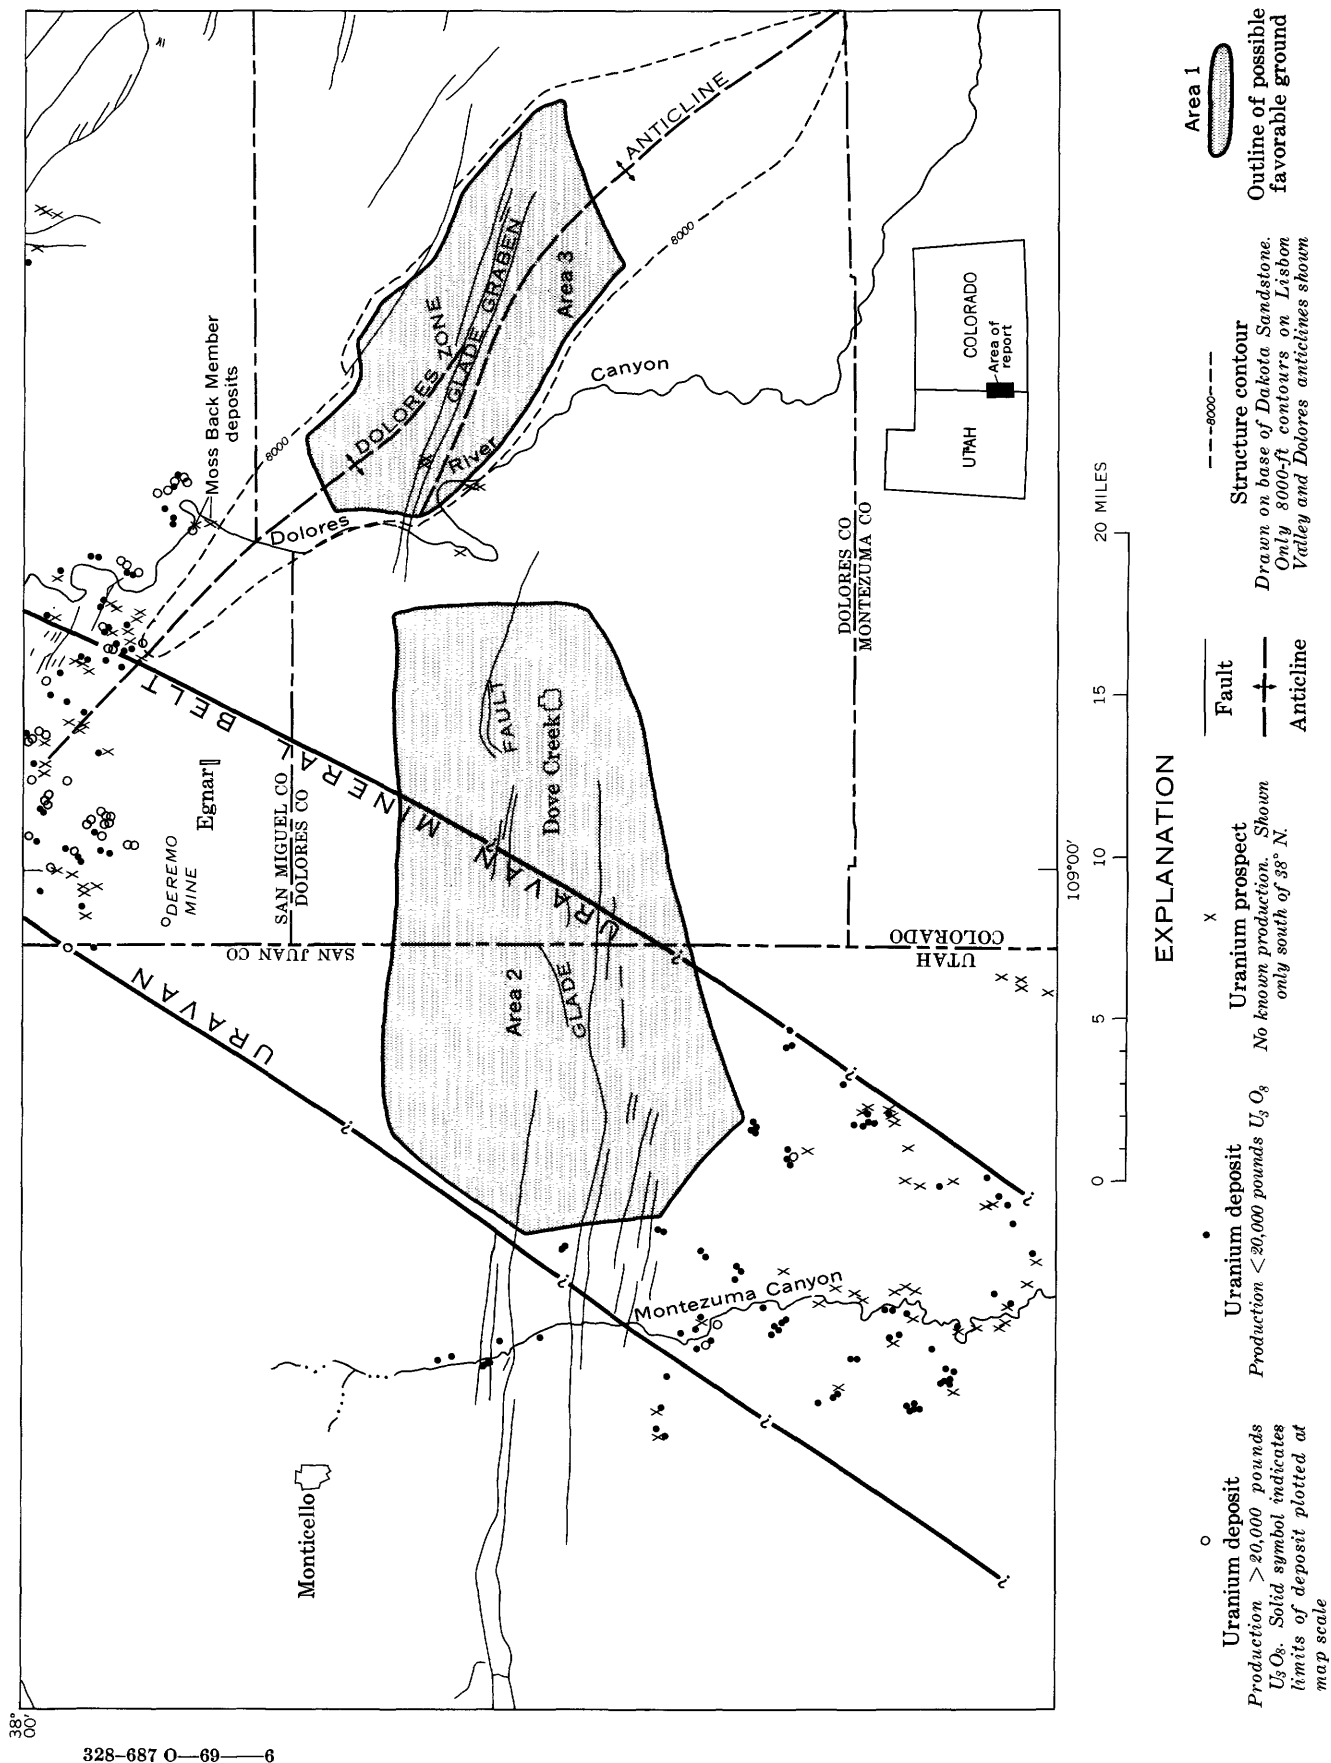 38°
00'
Moss Back Member
deposits
8000
DOLORES ZONE
ANTICLINE
GLADE GRABEN
Area 3
8000
Dolores
River
Canyon
URAVAN MINERAL BELT
URAVAN
DEREMO
MINE
Egnar
SAN MIGUEL CO
DOLORES CO
SAN JUAN CO
DOLORES CO
MONTEZUMA CO
Area 2
GLADE
FAULT
Dove Creek
UTAH
COLORADO
Monticello
Montezuma Canyon
?
?
?
?
?
?
?
?
109°00'
UTAH
COLORADO
Area of
report
0
5
10
15
20 MILES
EXPLANATION
Uranium deposit
Production >20,000 pounds
U₃O₈. Solid symbol indicates
limits of deposit plotted at
map scale
Uranium deposit
Production <20,000 pounds U₃O₈
Uranium prospect
No known production. Shown
only south of 38° N.
Fault
Anticline
8000
Structure contour
Drawn on base of Dakota Sandstone.
Only 8000-ft contours on Lisbon
Valley and Dolores anticlines shown
Area 1
Outline of possible
favorable ground
328-687 O—69——6